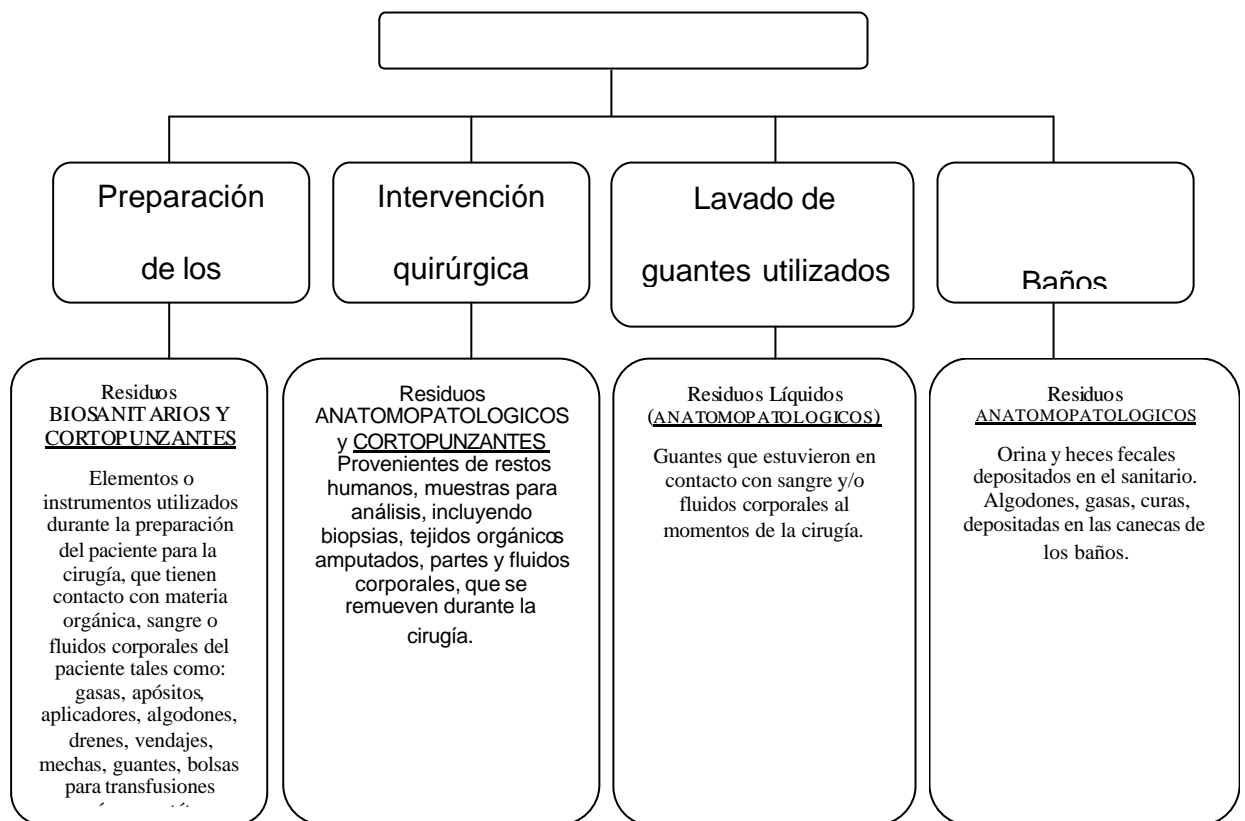 Preparación
de los
Intervención
quirúrgica
Lavado de
guantes utilizados
Baños
Residuos
BIOSANITARIOS Y
CORTOPUNZANTES
Elementos o
instrumentos utilizados
durante la preparación
del paciente para la
cirugía, que tienen
contacto con materia
orgánica, sangre o
fluidos corporales del
paciente tales como:
gasas, apósitos,
aplicadores, algodones,
drenes, vendajes,
mechas, guantes, bolsas
para transfusiones
Residuos
ANATOMOPATOLOGICOS
y CORTOPUNZANTES
Provenientes de restos
humanos, muestras para
análisis, incluyendo
biopsias, tejidos orgánicos
amputados, partes y fluidos
corporales, que se
remueven durante la
cirugía.
Residuos Líquidos
(ANATOMOPATOLOGICOS)
Guantes que estuvieron en
contacto con sangre y/o
fluidos corporales al
momentos de la cirugía.
Residuos
ANATOMOPATOLOGICOS
Orina y heces fecales
depositados en el sanitario.
Algodones, gasas, curas,
depositadas en las canecas de
los baños.